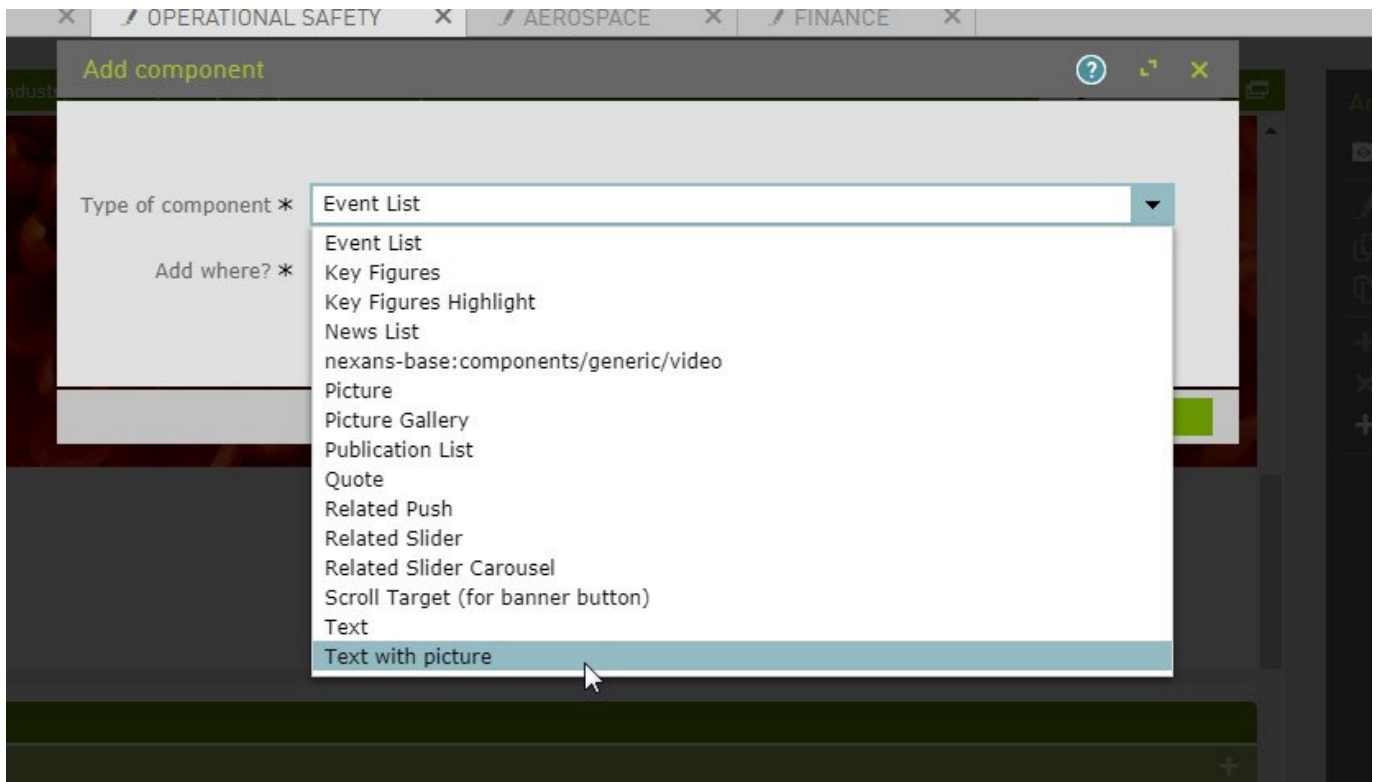 OPERATIONAL SAFETY
AEROSPACE
FINANCE
Add component
?
Type of component *
Event List
Add where? *
Event List
Key Figures
Key Figures Highlight
News List
nexans-base:components/generic/video
Picture
Picture Gallery
Publication List
Quote
Related Push
Related Slider
Related Slider Carousel
Scroll Target (for banner button)
Text
Text with picture